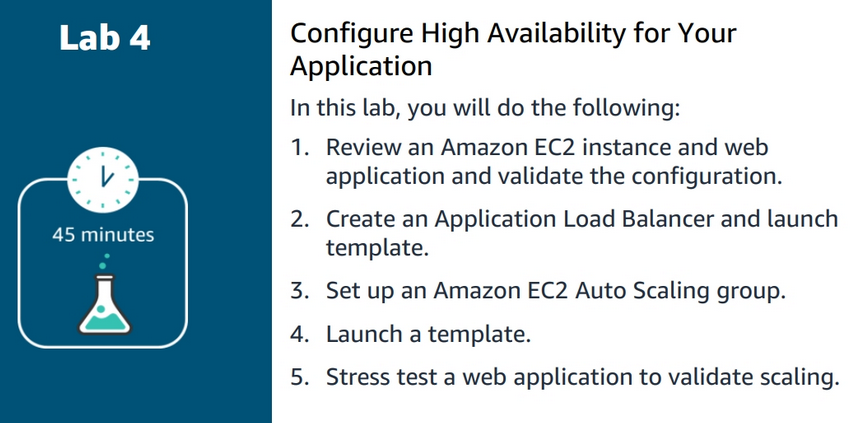 Lab 4
45 minutes
Configure High Availability for Your
Application
In this lab, you will do the following:
1. Review an Amazon EC2 instance and web
application and validate the configuration.
2. Create an Application Load Balancer and launch
template.
3. Set up an Amazon EC2 Auto Scaling group.
4. Launch a template.
5. Stress test a web application to validate scaling.